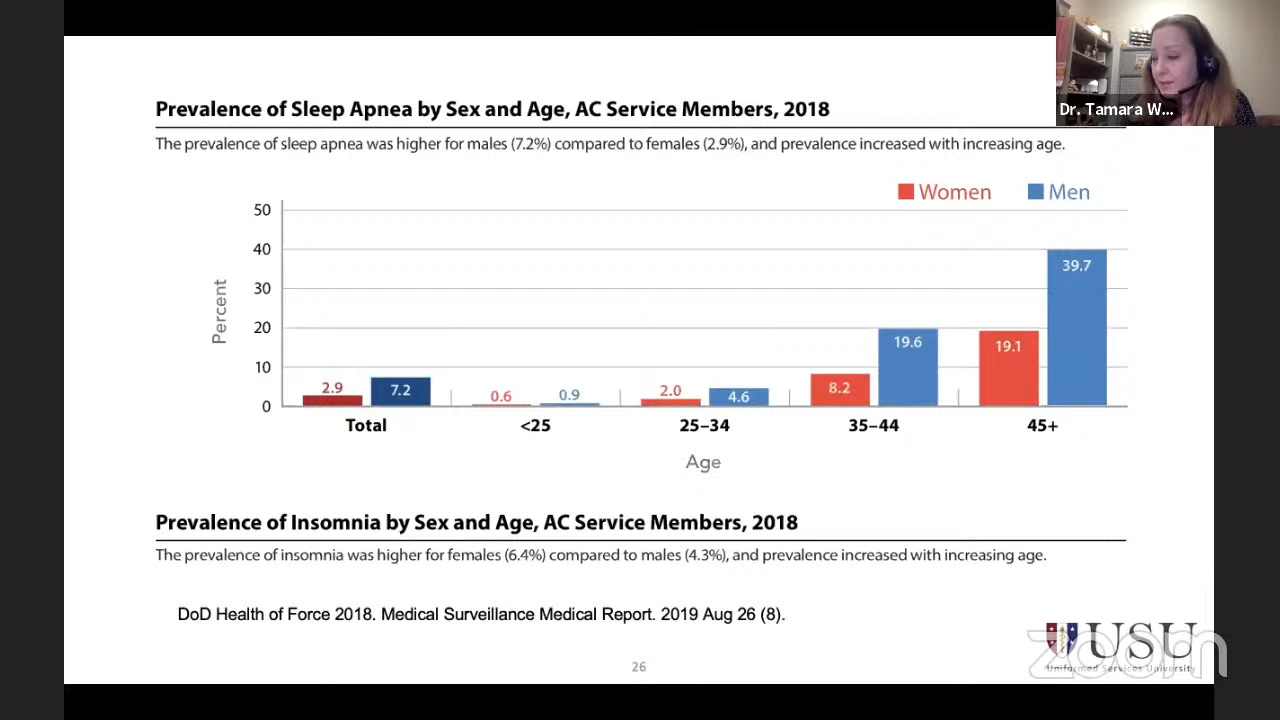 Dr. Tamara W...
Prevalence of Sleep Apnea by Sex and Age, AC Service Members, 2018
The prevalence of sleep apnea was higher for males (7.2%) compared to females (2.9%), and prevalence increased with increasing age.
Women Men
50
40
30
20
10
0
Percent
2.9 7.2 0.6 0.9 2.0 4.6 8.2 19.6 19.1 39.7
Total <25 25–34 35–44 45+
Age
Prevalence of Insomnia by Sex and Age, AC Service Members, 2018
The prevalence of insomnia was higher for females (6.4%) compared to males (4.3%), and prevalence increased with increasing age.
DoD Health of Force 2018. Medical Surveillance Medical Report. 2019 Aug 26 (8).
USU
Uniformed Services University
zoom
26